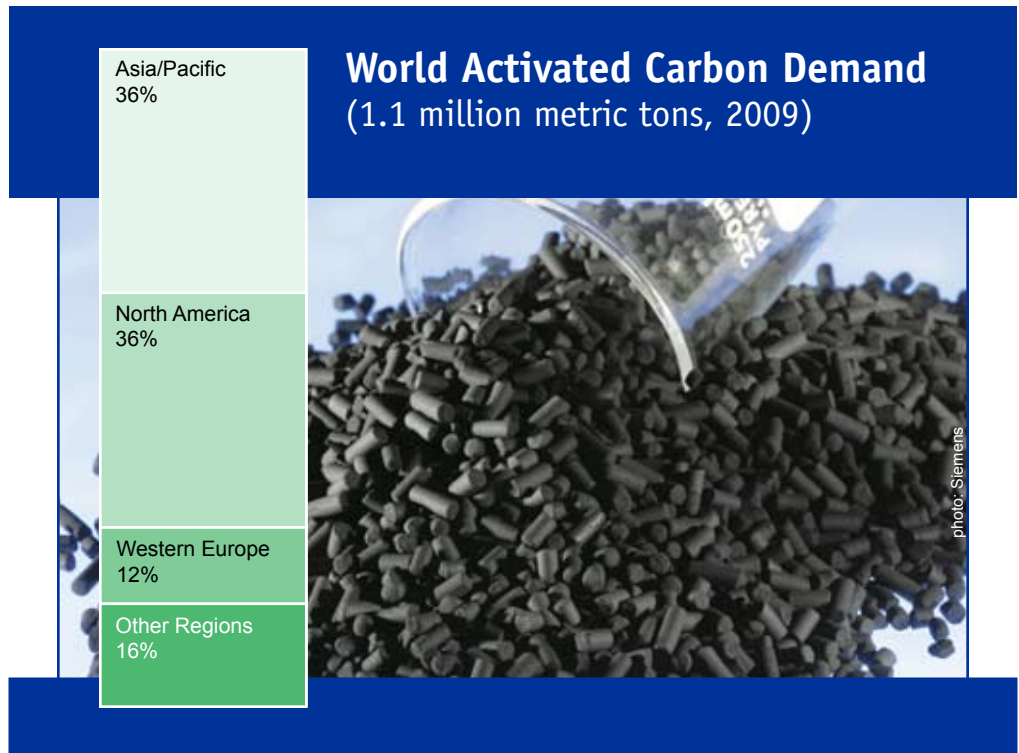 World Activated Carbon Demand
(1.1 million metric tons, 2009)
Asia/Pacific
36%
North America
36%
Western Europe
12%
Other Regions
16%
photo: Siemens
250